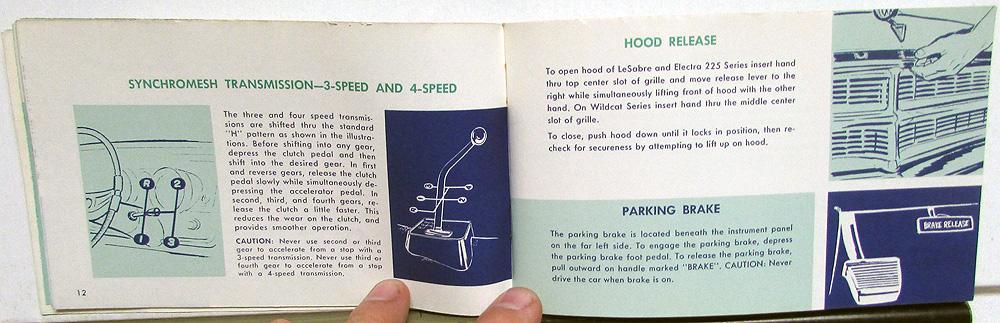 SYNCHROMESH TRANSMISSION—3-SPEED AND 4-SPEED
R 2
1 3
The three and four speed transmis-
sions are shifted thru the standard
"H" pattern as shown in the illustra-
tions. Before shifting into any gear,
depress the clutch pedal and then
shift into the desired gear. In first
and reverse gears, release the clutch
pedal slowly while simultaneously de-
pressing the accelerator pedal. In
second, third, and fourth gears, re-
lease the clutch a little faster. This
reduces the wear on the clutch, and
provides smoother operation.
CAUTION: Never use second or third
gear to accelerate from a stop with a
3-speed transmission. Never use third or
fourth gear to accelerate from a stop
with a 4-speed transmission.
12
HOOD RELEASE
To open hood of LeSabre and Electra 225 Series insert hand
thru top center slot of grille and move release lever to the
right while simultaneously lifting front of hood with the other
hand. On Wildcat Series insert hand thru the middle center
slot of grille.
To close, push hood down until it locks in position, then re-
check for secureness by attempting to lift up on hood.
PARKING BRAKE
The parking brake is located beneath the instrument panel
on the far left side. To engage the parking brake, depress
the parking brake foot pedal. To release the parking brake,
pull outward on handle marked "BRAKE". CAUTION: Never
drive the car when brake is on.
BRAKE RELEASE